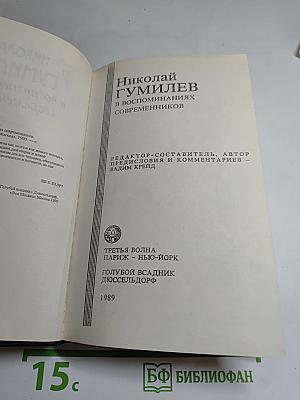 Николай
ГУМИЛЕВ
В ВОСПОМИНАНИЯХ
СОВРЕМЕННИКОВ
РЕДАКТОР-СОСТАВИТЕЛЬ, АВТОР
ПРЕДИСЛОВИЯ И КОММЕНТАРИЕВ –
ВАДИМ КРЕЙД
ТРЕТЬЯ ВОЛНА
ПАРИЖ – НЬЮ-ЙОРК
ГОЛУБОЙ ВСАДНИК
ДЮССЕЛЬДОРФ
1989
15с
БФ БИБЛИОФАН